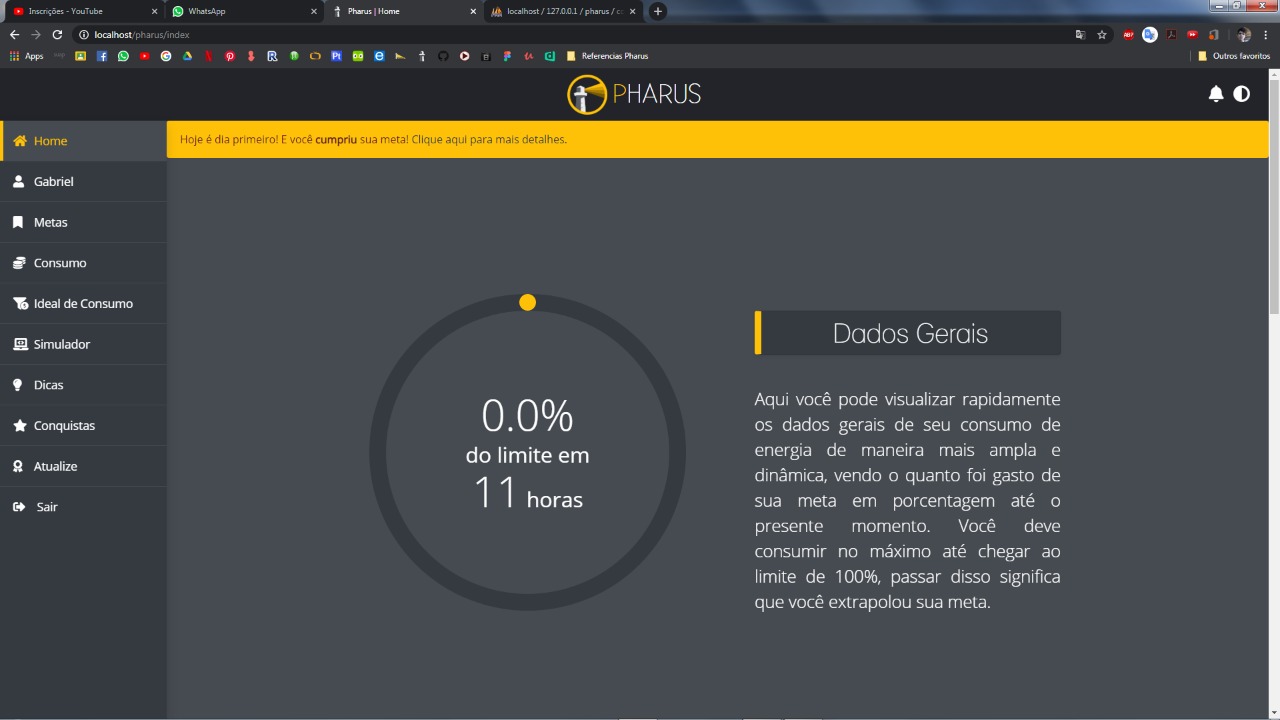 Inscrições - YouTube
WhatsApp
Pharus | Home
localhost / 127.0.0.1 / pharus / co
localhost/pharus/index
Apps
Referencias Pharus
Outros favoritos
PHARUS
Home
Hoje é dia primeiro! E você cumpriu sua meta! Clique aqui para mais detalhes.
Gabriel
Metas
Consumo
Ideal de Consumo
Simulador
Dicas
Conquistas
Atualize
Sair
0.0%
do limite em
11 horas
Dados Gerais
Aqui você pode visualizar rapidamente
os dados gerais de seu consumo de
energia de maneira mais ampla e
dinâmica, vendo o quanto foi gasto de
sua meta em porcentagem até o
presente momento. Você deve
consumir no máximo até chegar ao
limite de 100%, passar disso significa
que você extrapolou sua meta.